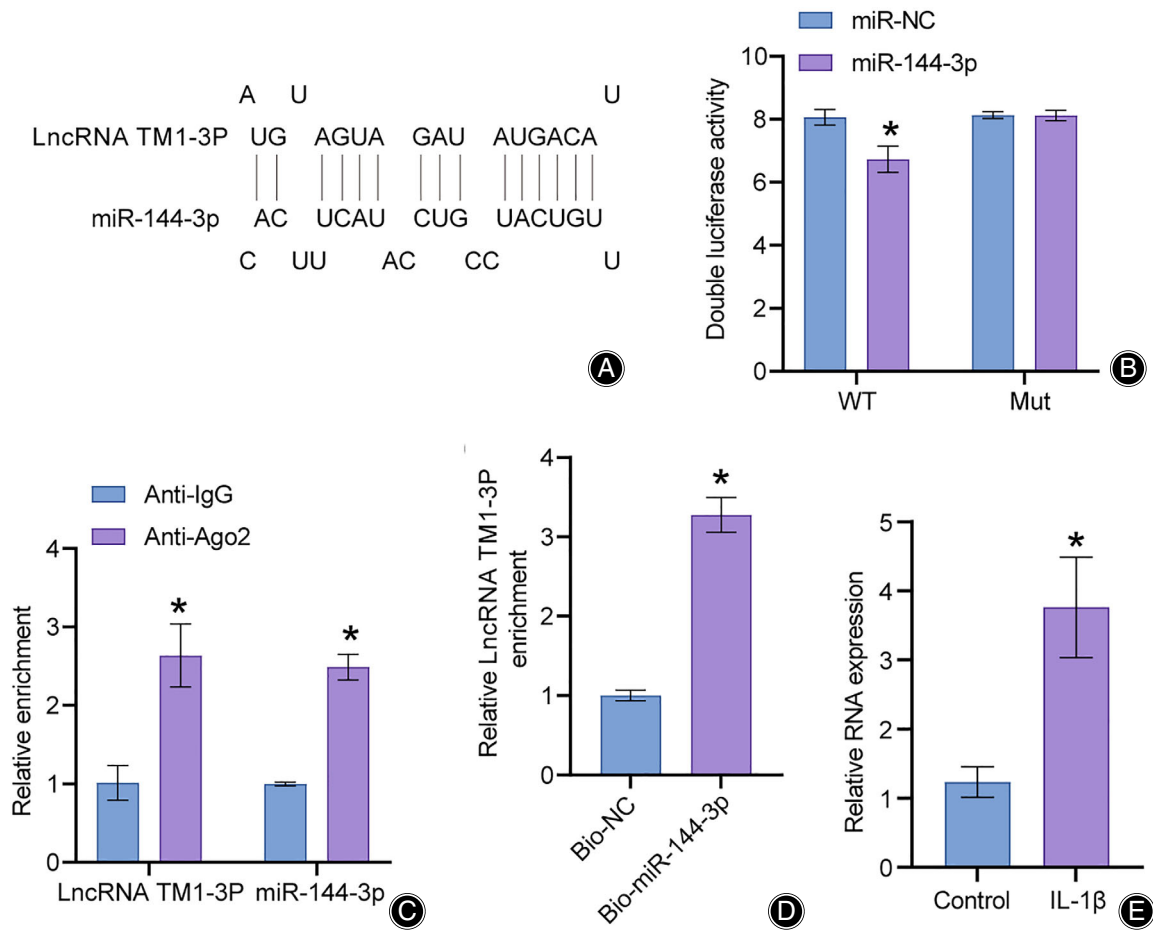 A U U
LncRNA TM1-3P UG AGUA GAU AUGACA
miR-144-3p AC UCAU CUG UACUGU
C UU AC CC U
A
miR-NC
miR-144-3p
Double luciferase activity
10
8
6
4
2
0
*
WT Mut
B
Anti-IgG
Anti-Ago2
Relative enrichment
4
3
2
1
0
* *
LncRNA TM1-3P miR-144-3p
C
Relative LncRNA TM1-3P
enrichment
4
3
2
1
0
*
Bio-NC
Bio-miR-144-3p
D
Relative RNA expression
5
4
3
2
1
0
*
Control IL-1β
E